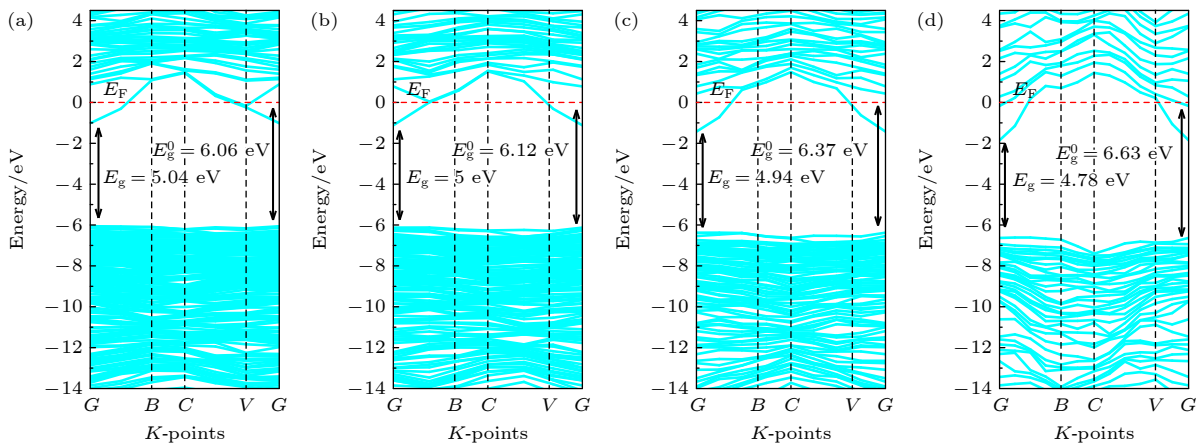 (a)
4
2
0
−2
−4
−6
−8
−10
−12
−14
Energy/eV
E_F
E_g^0 = 6.06 eV
E_g = 5.04 eV
G B C V G
K-points
(b)
4
2
0
−2
−4
−6
−8
−10
−12
−14
Energy/eV
E_F
E_g^0 = 6.12 eV
E_g = 5 eV
G B C V G
K-points
(c)
4
2
0
−2
−4
−6
−8
−10
−12
−14
Energy/eV
E_F
E_g^0 = 6.37 eV
E_g = 4.94 eV
G B C V G
K-points
(d)
4
2
0
−2
−4
−6
−8
−10
−12
−14
Energy/eV
E_F
E_g^0 = 6.63 eV
E_g = 4.78 eV
G B C V G
K-points